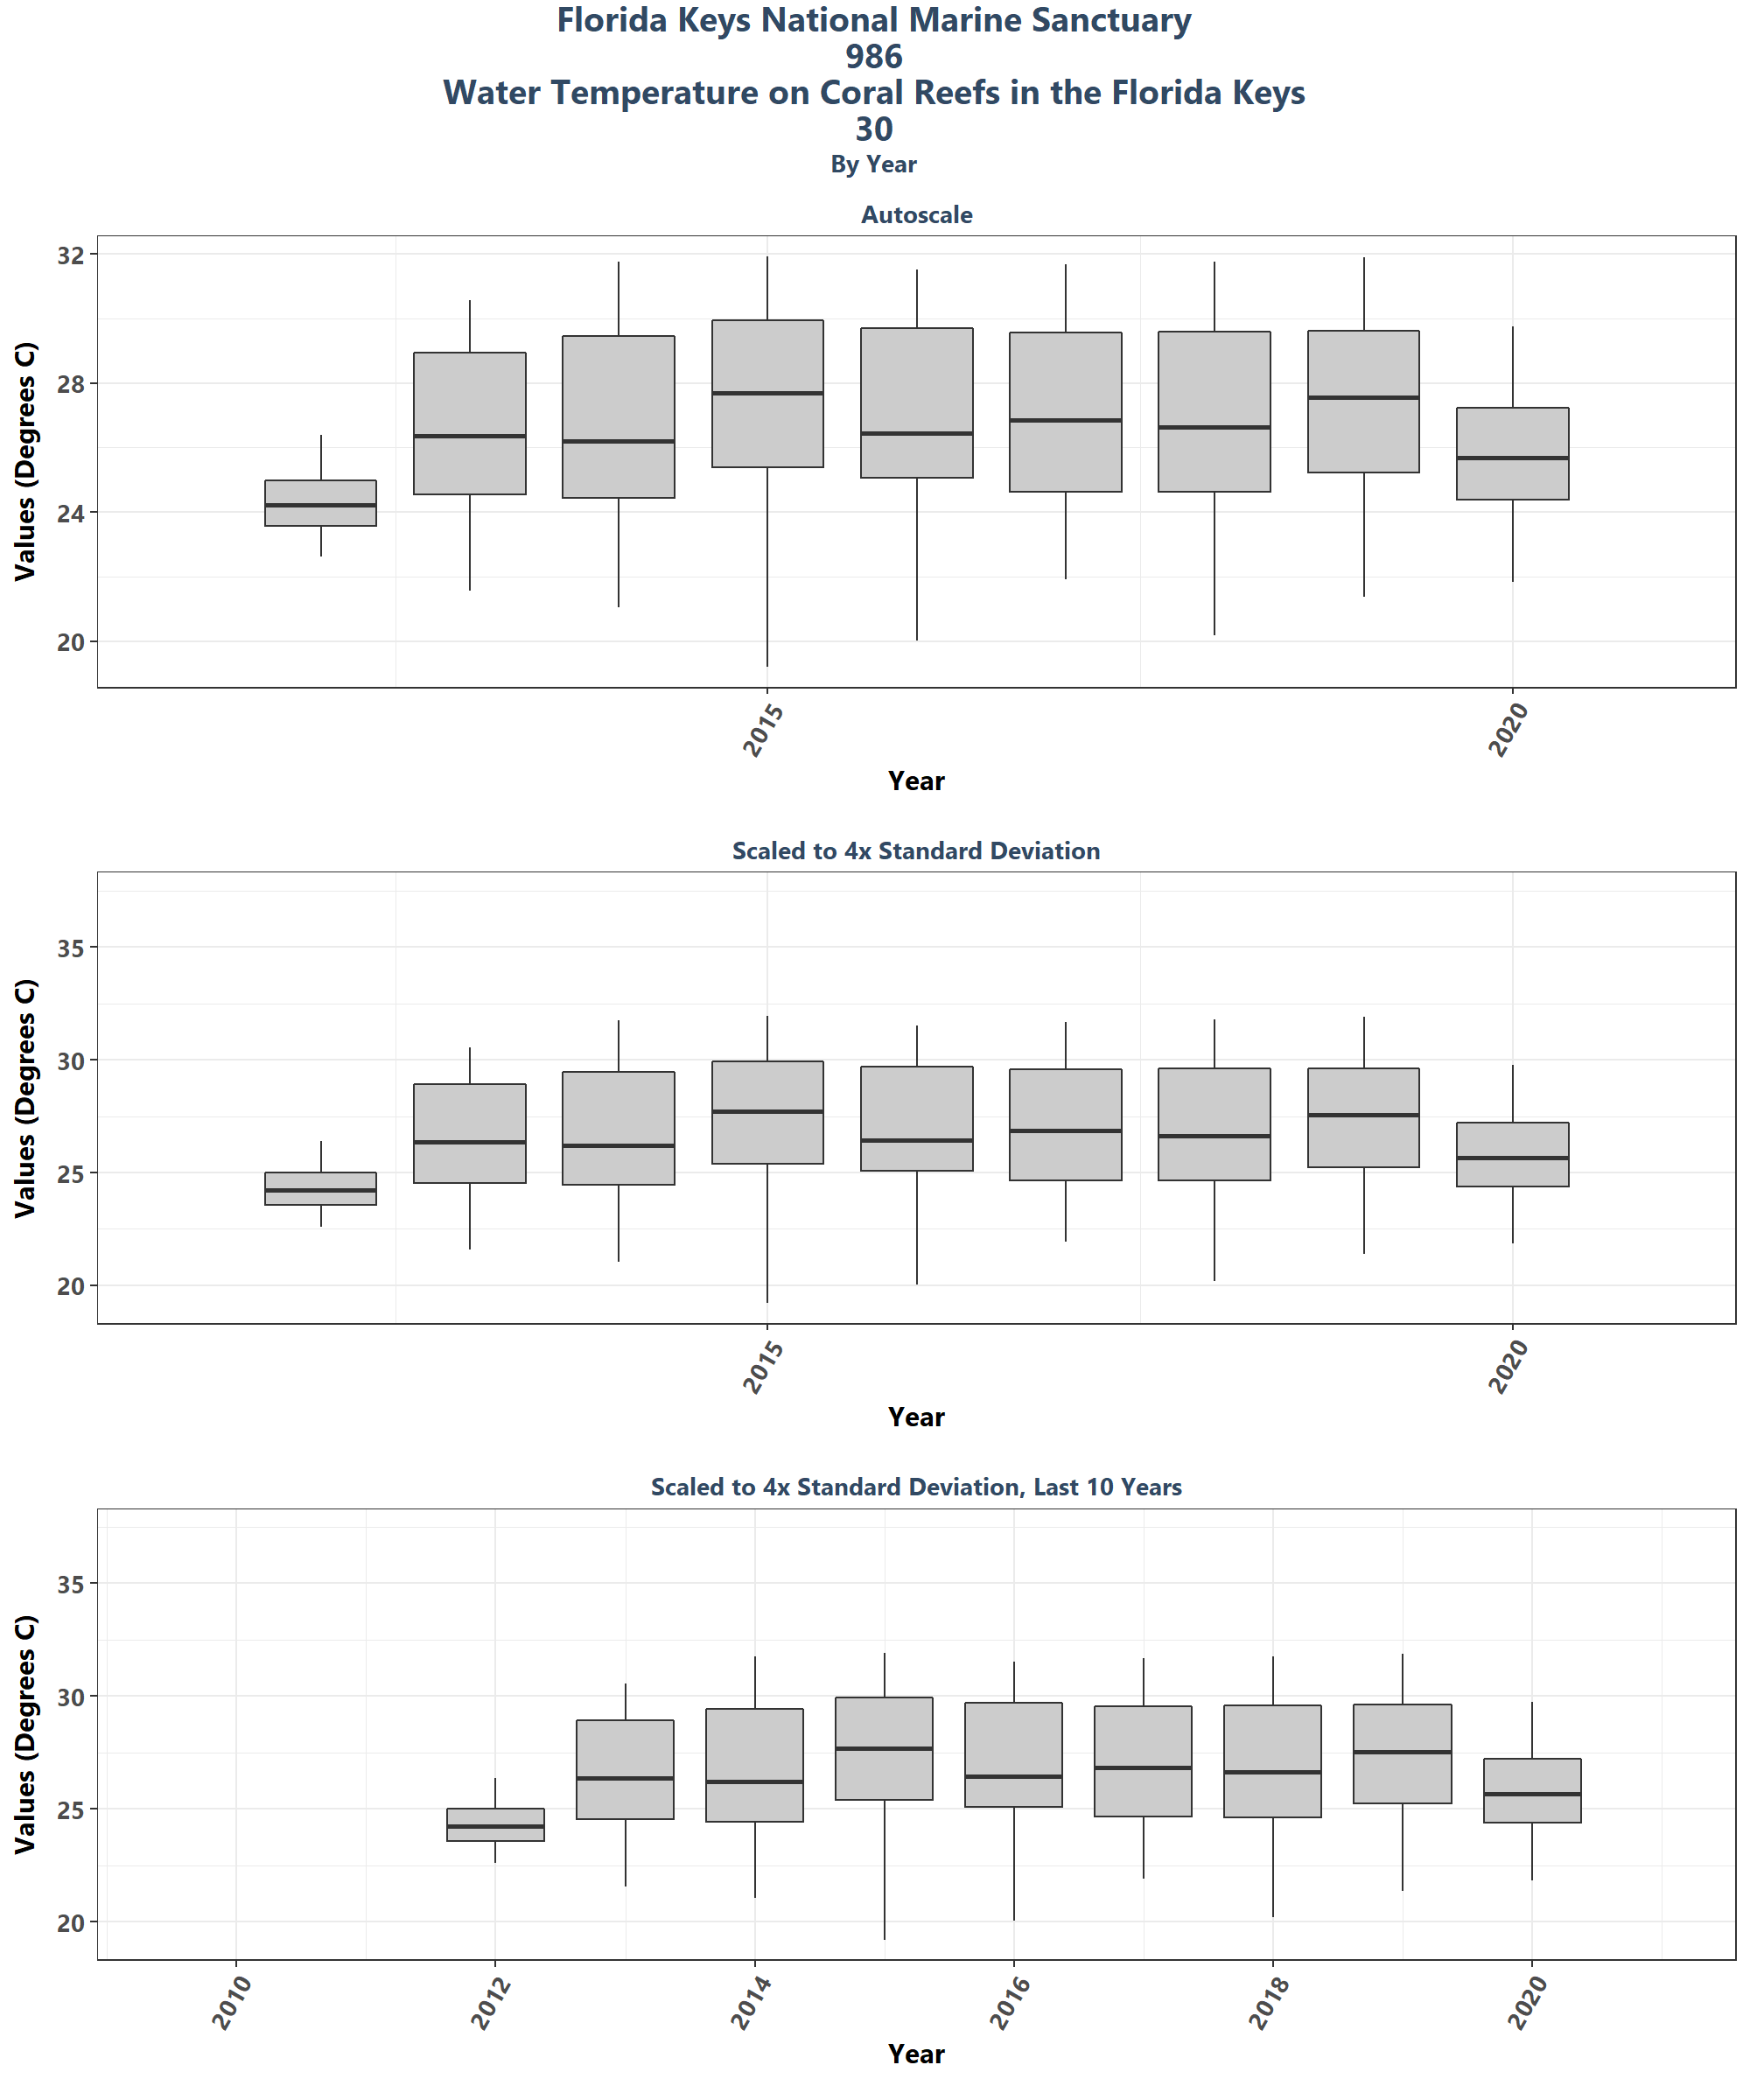 Florida Keys National Marine Sanctuary
986
Water Temperature on Coral Reefs in the Florida Keys
30
By Year
Autoscale
Values (Degrees C)
32
28
24
20
2015
2020
Year
Scaled to 4x Standard Deviation
Values (Degrees C)
35
30
25
20
2015
2020
Year
Scaled to 4x Standard Deviation, Last 10 Years
Values (Degrees C)
35
30
25
20
2010
2012
2014
2016
2018
2020
Year